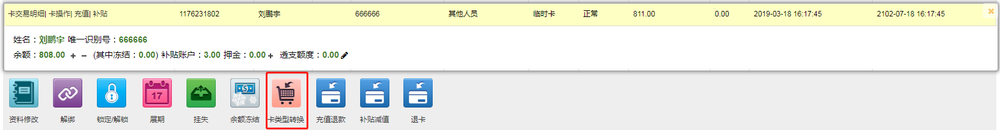 卡交易明细| 卡操作| 充值| 补贴 1176231802 刘鹏宇 666666 其他人员 临时卡 正常 811.00 0.00 2019-03-18 16:17:45 2102-07-18 16:17:45
姓名：刘鹏宇 唯一识别号：666666
余额：808.00 + − (其中冻结：0.00) 补贴账户：3.00 押金：0.00 + 透支额度：0.00
17
资料修改 解绑 锁定/解锁 展期 挂失 余额冻结 卡类型转换 充值退款 补贴减值 退卡